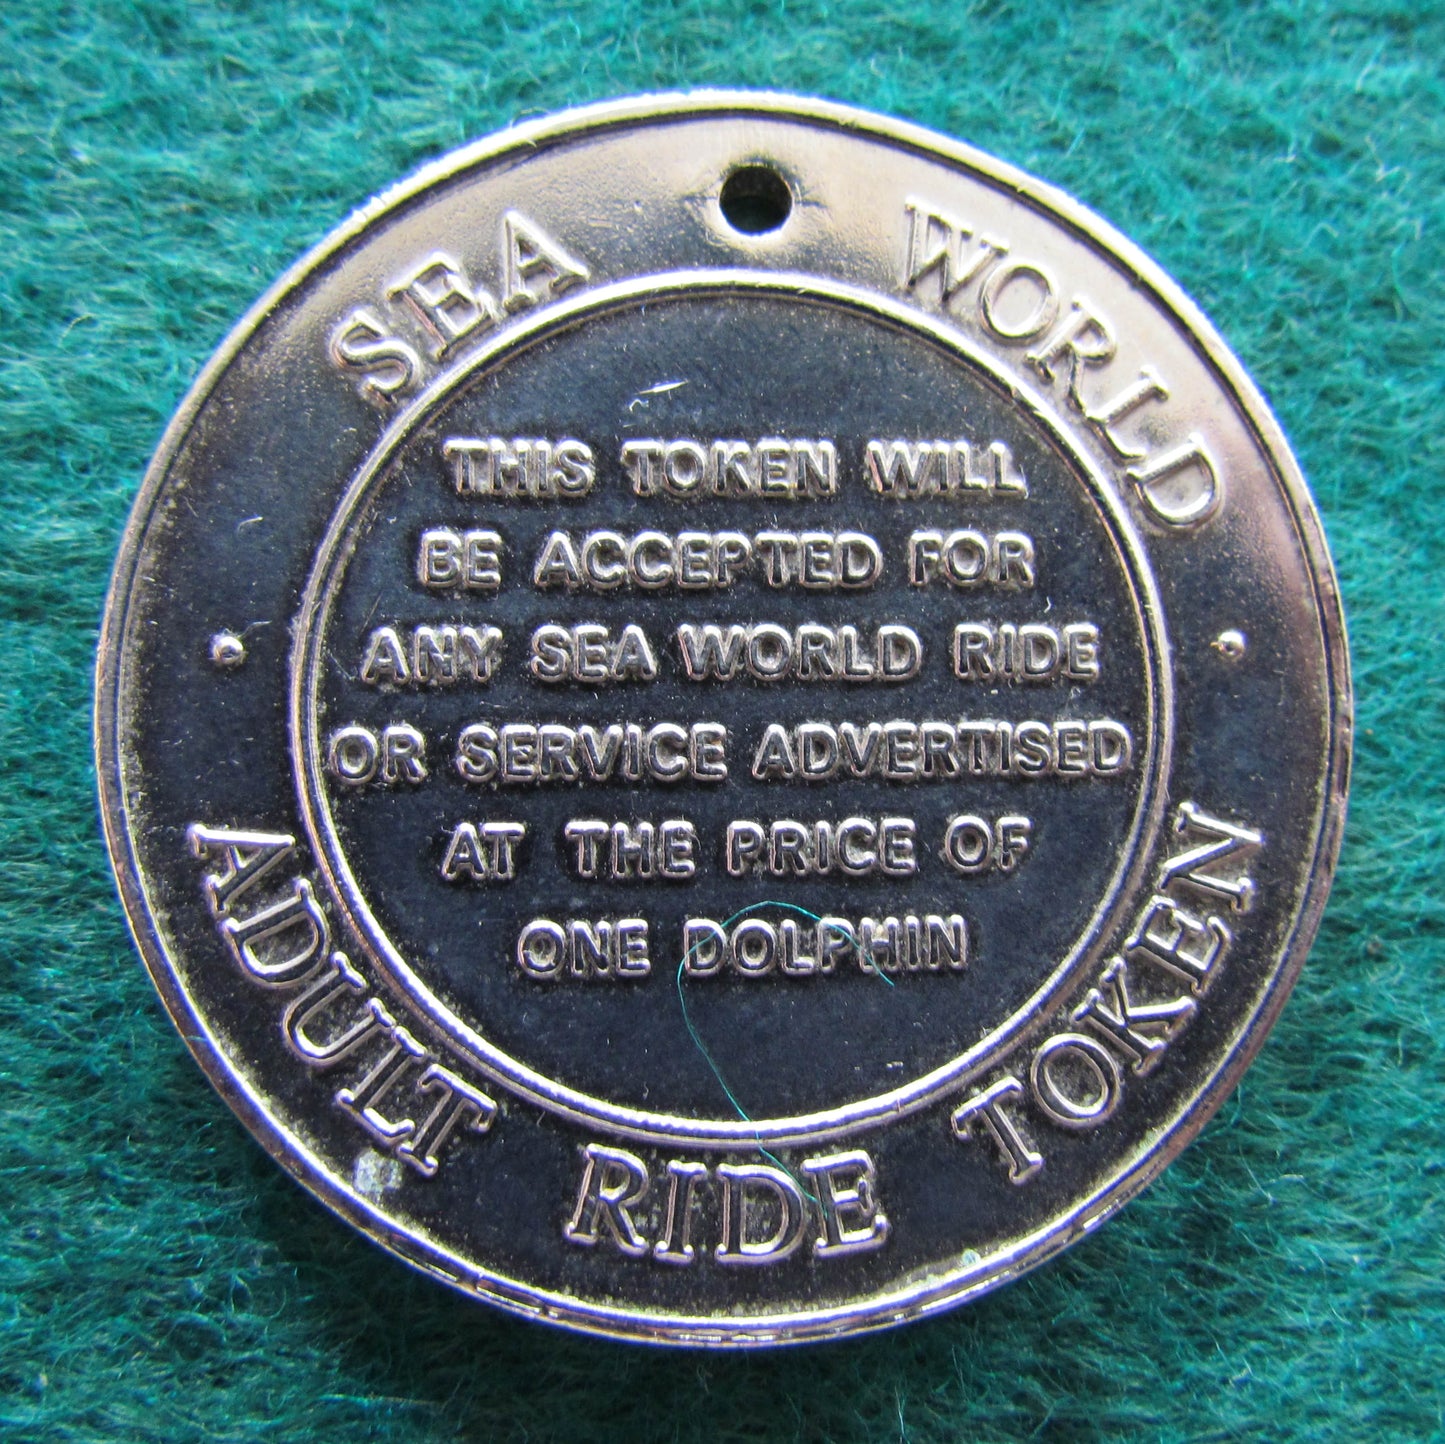 SEA WORLD
THIS TOKEN WILL
BE ACCEPTED FOR
ANY SEA WORLD RIDE
OR SERVICE ADVERTISED
AT THE PRICE OF
ONE DOLPHIN
ADULT RIDE TOKEN